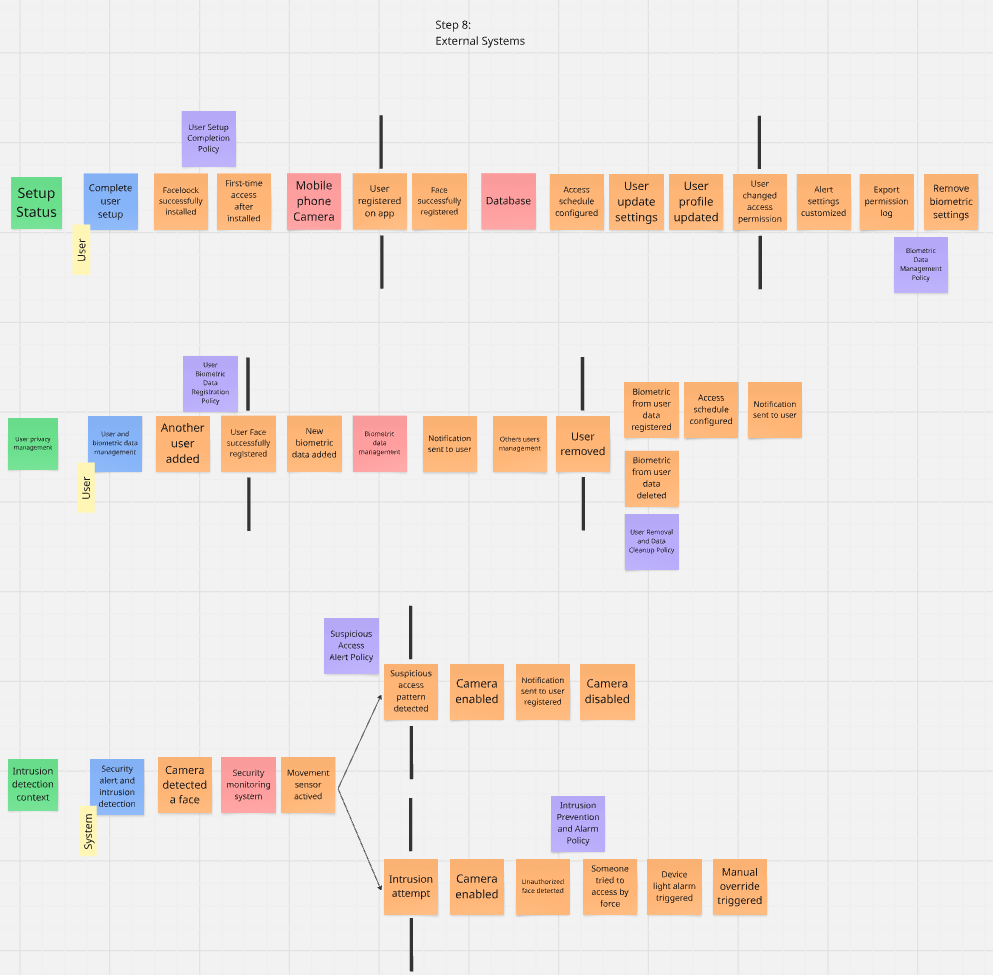 Step 8:
External Systems
User Setup
Completion
Policy
Setup
Status
Complete
user
setup
User
Faceloock
successfully
installed
First-time
access
after
installed
Mobile
phone
Camera
User
registered
on app
Face
successfully
registered
Database
Access
schedule
configured
User
update
settings
User
profile
updated
User
changed
access
permission
Alert
settings
customized
Export
permission
log
Remove
biometric
settings
Biometric
Data
Management
Policy
User
Biometric
Data
Registration
Policy
User privacy
management
User and
biometric data
management
User
Another
user
added
User Face
successfully
registered
New
biometric
data added
Biometric
data
management
Notification
sent to user
Others users
management
User
removed
Biometric
from user
data
registered
Access
schedule
configured
Notification
sent to user
Biometric
from user
data
deleted
User Removal
and Data
Cleanup Policy
Suspicious
Access
Alert Policy
Suspicious
access
pattern
detected
Camera
enabled
Notification
sent to user
registered
Camera
disabled
Intrusion
detection
context
Security
alert and
intrusion
detection
System
Camera
detected
a face
Security
monitoring
system
Movement
sensor
actived
Intrusion
Prevention
and Alarm
Policy
Intrusion
attempt
Camera
enabled
Unauthorized
face detected
Someone
tried to
access by
force
Device
light alarm
triggered
Manual
override
triggered